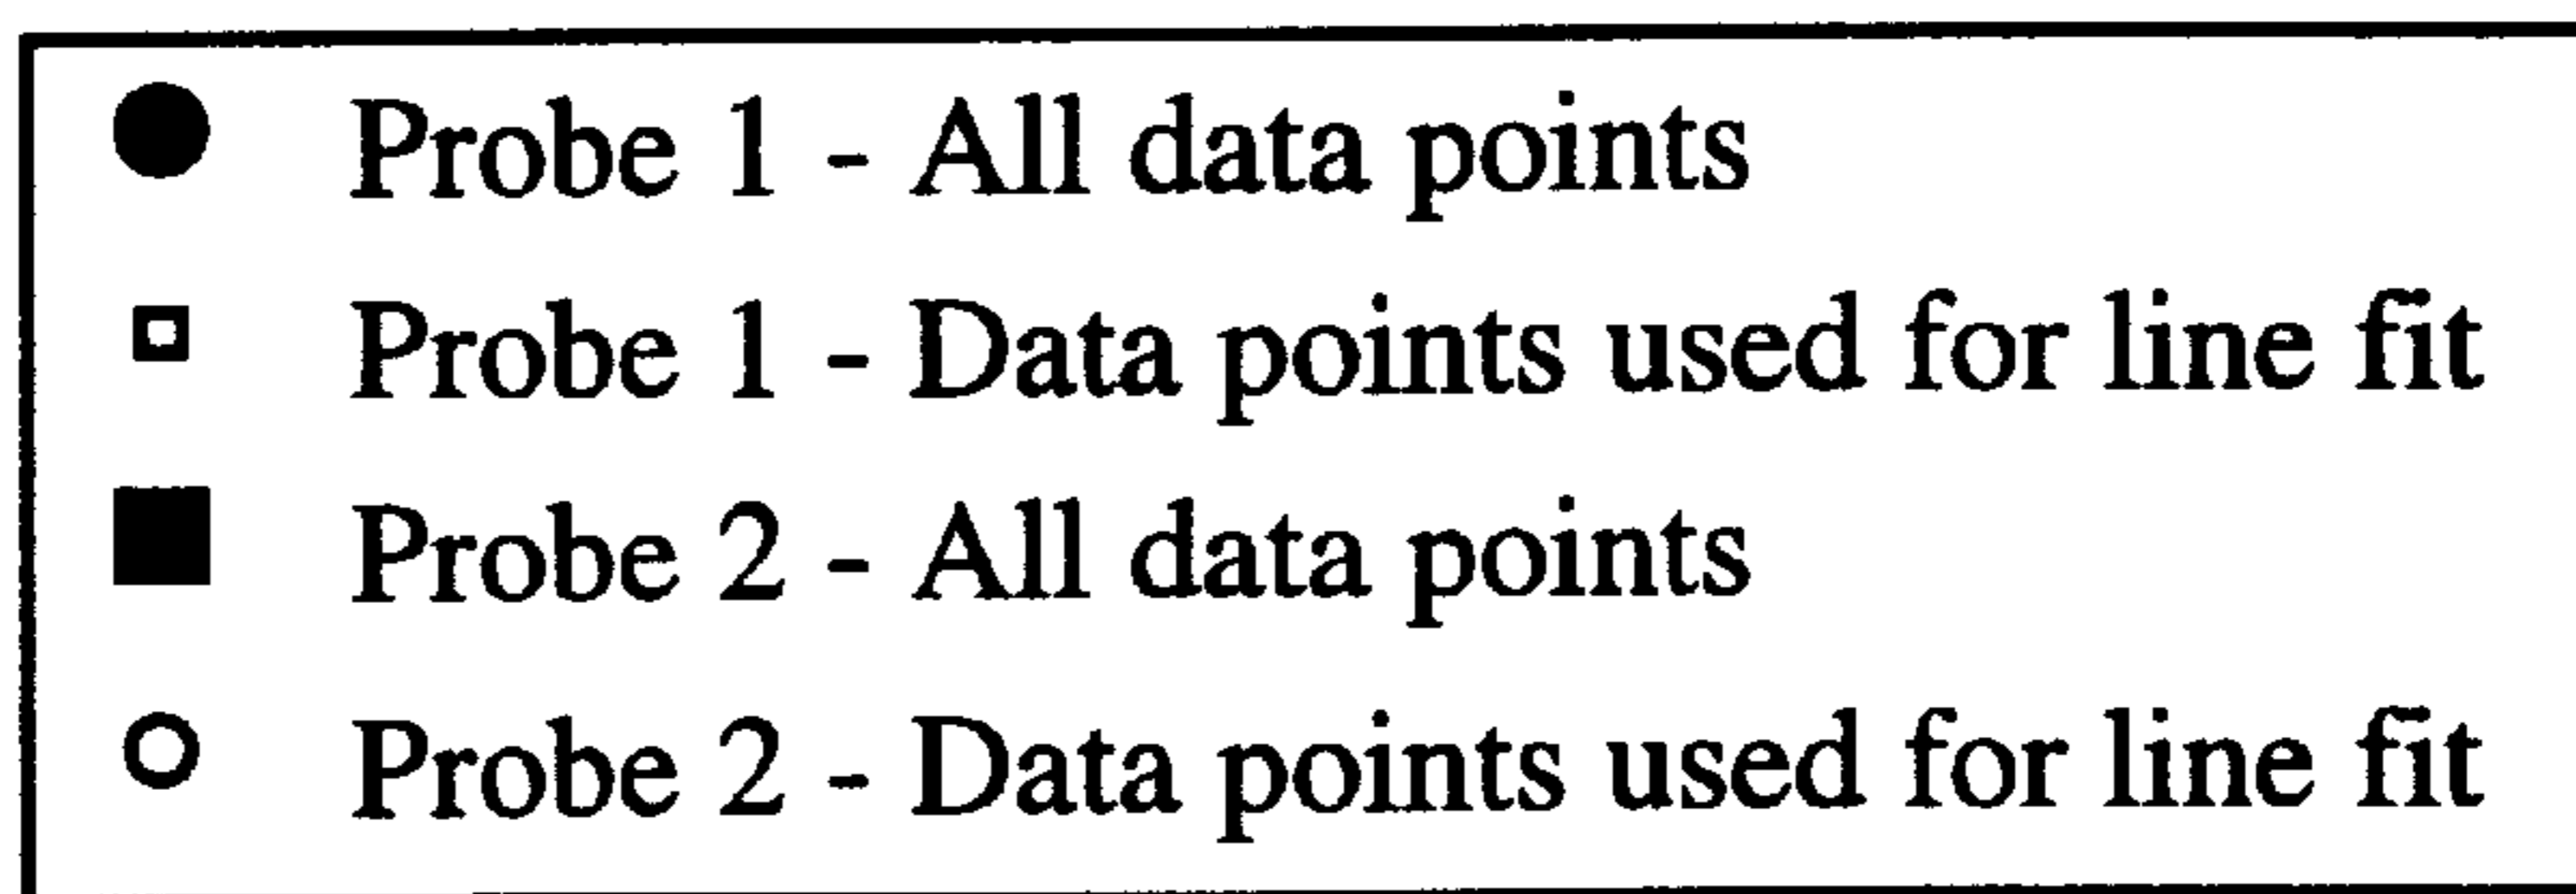 Probe 1 - All data points
Probe 1 - Data points used for line fit
Probe 2 - All data points
Probe 2 - Data points used for line fit